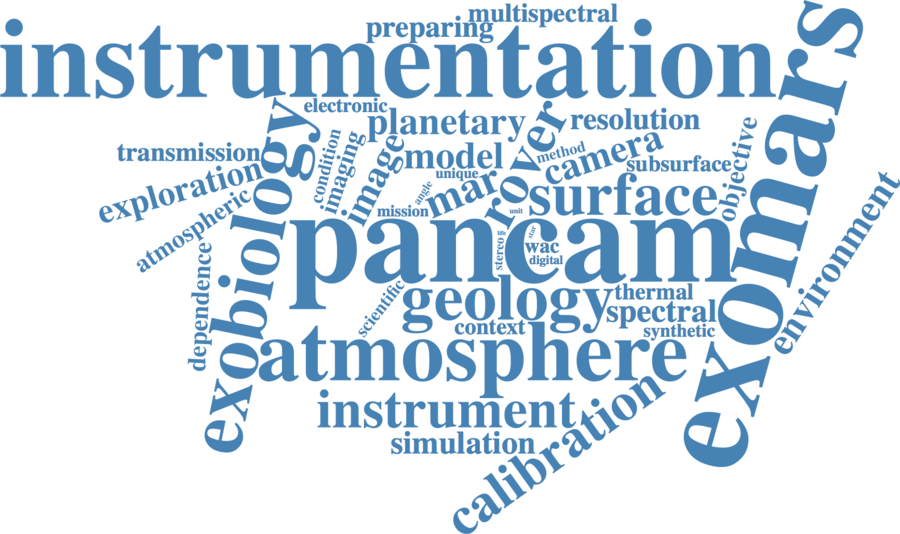 multispectral
preparing
instrumentation
exomars
electronic
planetary
rover
resolution
exobiology
condition
imaging
image
model
method
camera
objective
transmission
unique
subsurface
exploration
angle
mar
surface
environment
mission
unit
atmospheric
pancam
star
wac
stereo
digital
dependence
scientific
geology
thermal
spectral
context
synthetic
atmosphere
instrument
calibration
simulation